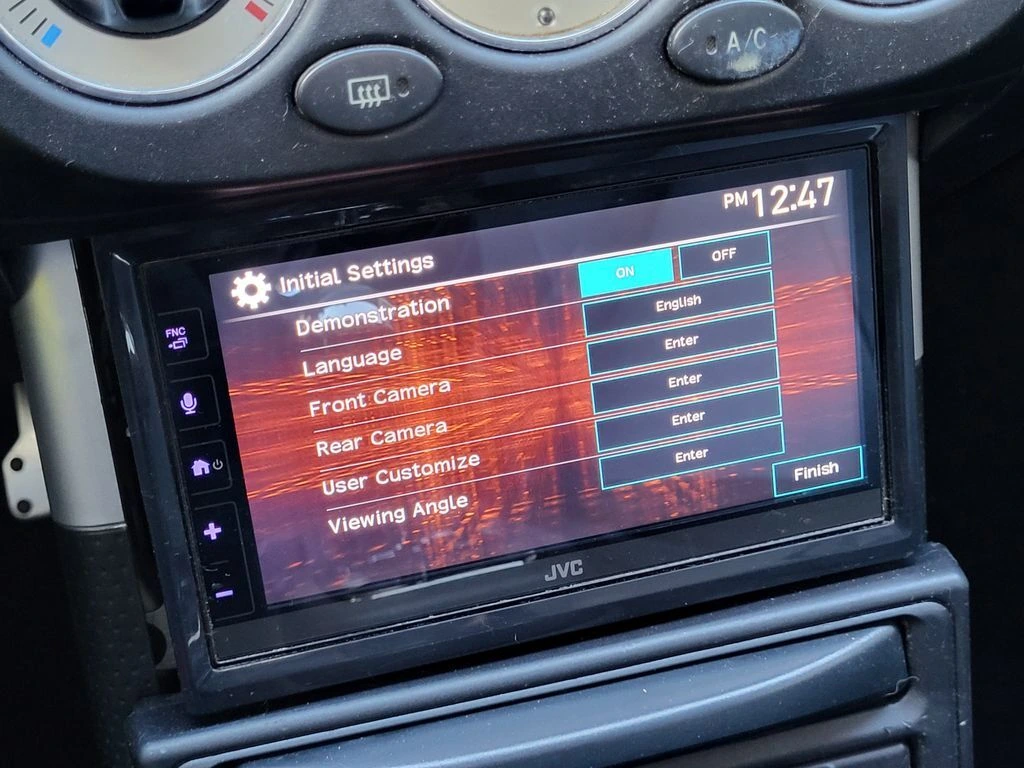 A/C
PM 12:47
Initial Settings
Demonstration ON OFF
Language English
Front Camera Enter
Rear Camera Enter
User Customize Enter
Viewing Angle Enter
Finish
FNC
JVC